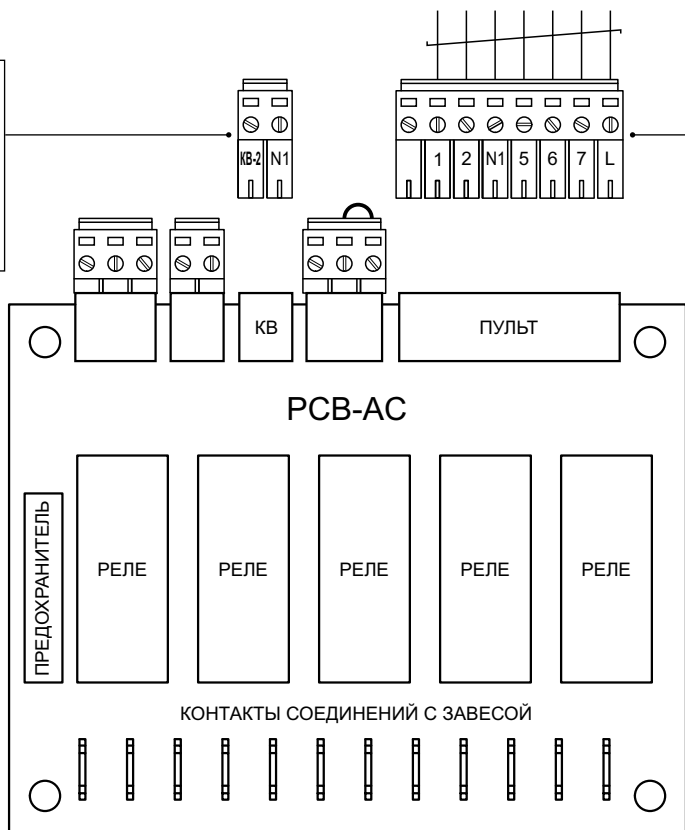 КВ-2 N1
1 2 N1 5 6 7 L
КВ ПУЛЬТ
PCB-AC
ПРЕДОХРАНИТЕЛЬ
РЕЛЕ РЕЛЕ РЕЛЕ РЕЛЕ РЕЛЕ
КОНТАКТЫ СОЕДИНЕНИЙ С ЗАВЕСОЙ